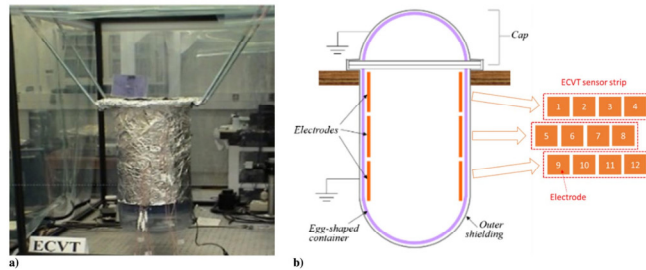 ECVT
a)
Cap
Electrodes
Egg-shaped
container
Outer
shielding
b)
ECVT sensor strip
1 2 3 4
5 6 7 8
9 10 11 12
Electrode